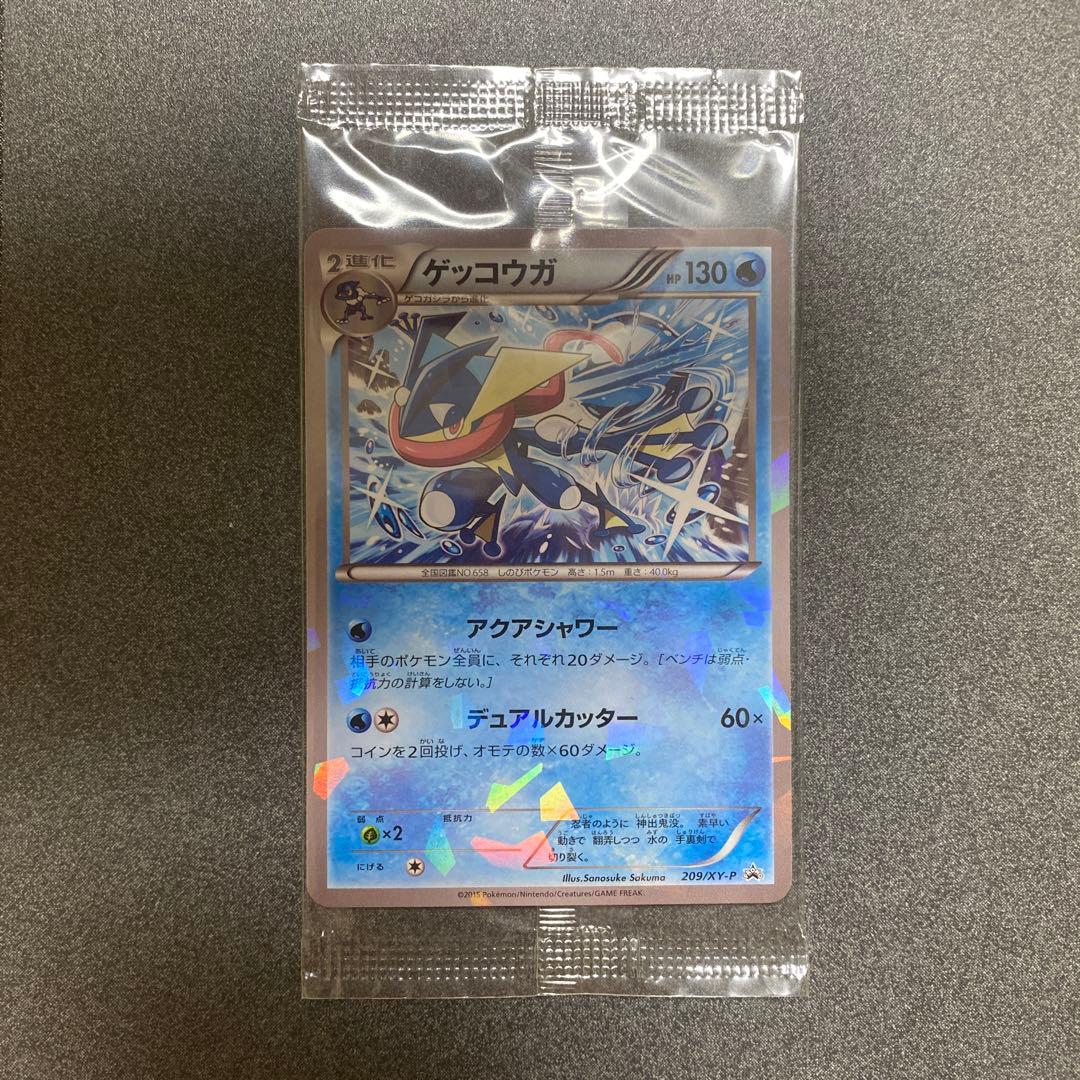 2進化 ゲッコウガ HP130
ゲコガシラから進化
全国図鑑NO.658 しのびポケモン 高さ:1.5m 重さ:40.0kg
アクアシャワー
相手のポケモン全員に、それぞれ20ダメージ。[ベンチは弱点・
抵抗力の計算をしない。]
デュアルカッター 60×
コインを2回投げ、オモテの数×60ダメージ。
弱点 抵抗力
×2
にげる
忍者のように 神出鬼没。 素早い
動きで 翻弄しつつ 水の 手裏剣で
切り裂く。
Illus.Sanosuke Sakuma 209/XY-P
©2015 Pokémon/Nintendo/Creatures/GAME FREAK.